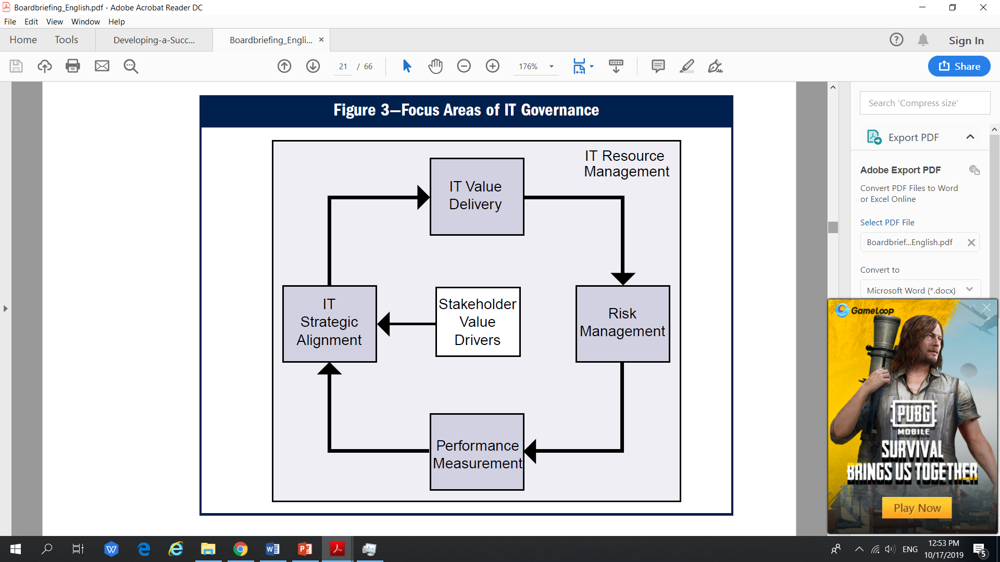 Boardbriefing_English.pdf - Adobe Acrobat Reader DC
File Edit View Window Help
Home Tools Developing-a-Succ... Boardbriefing_Engli... Sign In
21 / 66 176% Share
Figure 3—Focus Areas of IT Governance
IT Resource
Management
IT Value
Delivery
IT
Strategic
Alignment
Stakeholder
Value
Drivers
Risk
Management
Performance
Measurement
Search 'Compress size'
Export PDF
Adobe Export PDF
Convert PDF Files to Word
or Excel Online
Select PDF File
Boardbrief...English.pdf
Convert to
Microsoft Word (*.docx)
GameLoop
PUBG
MOBILE
SURVIVAL
BRINGS US TOGETHER
Play Now
ENG
12:53 PM
10/17/2019
5